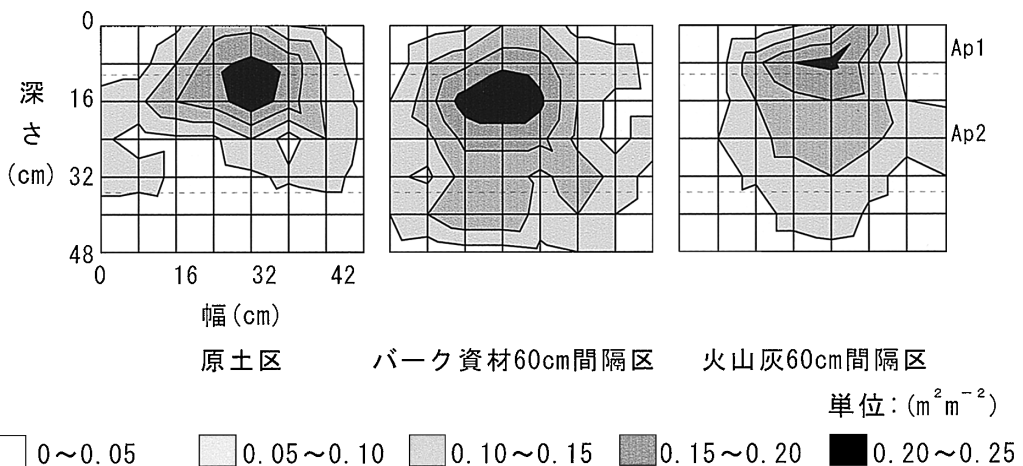 0
16
32
48
深さ
(cm)
0 16 32 42
幅(cm)
Ap1
Ap2
原土区 バーク資材60cm間隔区 火山灰60cm間隔区
単位:(m²m⁻²)
0~0.05 0.05~0.10 0.10~0.15 0.15~0.20 0.20~0.25